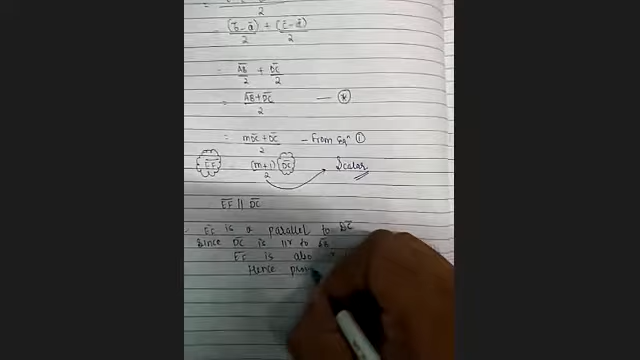 2
(b̄-ā)/2 + (c̄-d̄)/2
AB̄/2 + DC̄/2
= (AB̄+DC̄)/2 — (*)
= (mDC̄+DC̄)/2 - From Eqⁿ ①
EF̄ (m+1)/2 DC̄ Scalar
EF̄ || DC̄
is a parallel to DC̄
Since DC̄ is ||r to AB̄
EF̄ is also
Hence